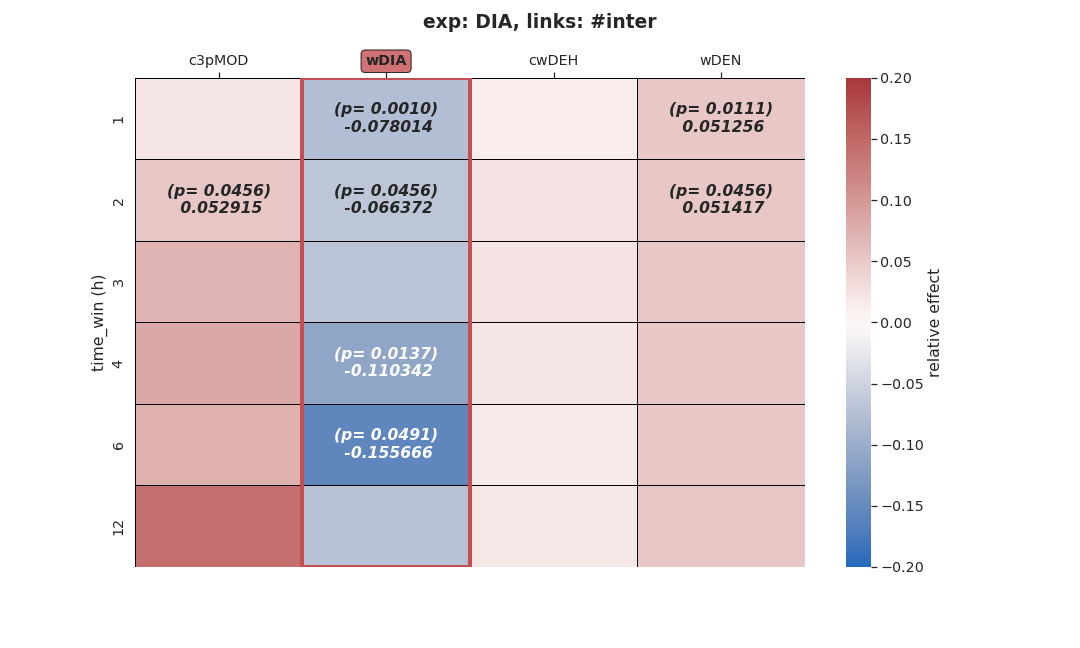 exp: DIA, links: #inter
c3pMOD wDIA cwDEH wDEN
time_win (h)
1 (p= 0.0010) (p= 0.0111)
-0.078014 0.051256
2 (p= 0.0456) (p= 0.0456) (p= 0.0456)
0.052915 -0.066372 0.051417
3
4 (p= 0.0137)
-0.110342
6 (p= 0.0491)
-0.155666
12
0.20
0.15
0.10
0.05
0.00
−0.05
−0.10
−0.15
−0.20
relative effect